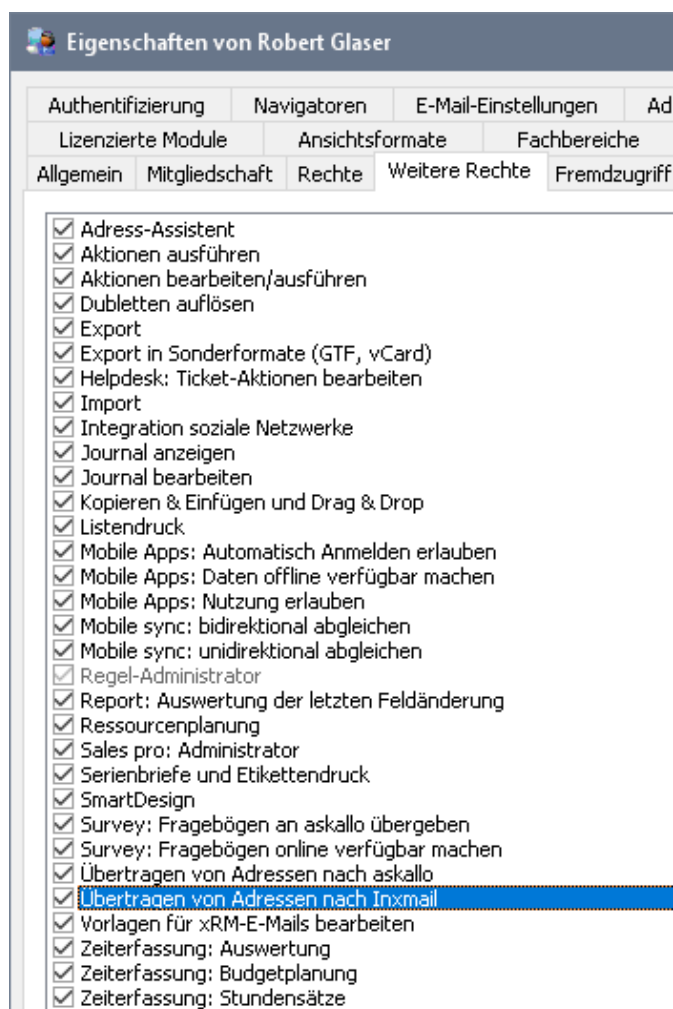 Eigenschaften von Robert Glaser
Authentifizierung Navigatoren E-Mail-Einstellungen Ad
Lizenzierte Module Ansichtsformate Fachbereiche
Allgemein Mitgliedschaft Rechte Weitere Rechte Fremdzugriff
Adress-Assistent
Aktionen ausführen
Aktionen bearbeiten/ausführen
Dubletten auflösen
Export
Export in Sonderformate (GTF, vCard)
Helpdesk: Ticket-Aktionen bearbeiten
Import
Integration soziale Netzwerke
Journal anzeigen
Journal bearbeiten
Kopieren & Einfügen und Drag & Drop
Listendruck
Mobile Apps: Automatisch Anmelden erlauben
Mobile Apps: Daten offline verfügbar machen
Mobile Apps: Nutzung erlauben
Mobile sync: bidirektional abgleichen
Mobile sync: unidirektional abgleichen
Regel-Administrator
Report: Auswertung der letzten Feldänderung
Ressourcenplanung
Sales pro: Administrator
Serienbriefe und Etikettendruck
SmartDesign
Survey: Fragebögen an askallo übergeben
Survey: Fragebögen online verfügbar machen
Übertragen von Adressen nach askallo
Übertragen von Adressen nach Inxmail
Vorlagen für xRM-E-Mails bearbeiten
Zeiterfassung: Auswertung
Zeiterfassung: Budgetplanung
Zeiterfassung: Stundensätze